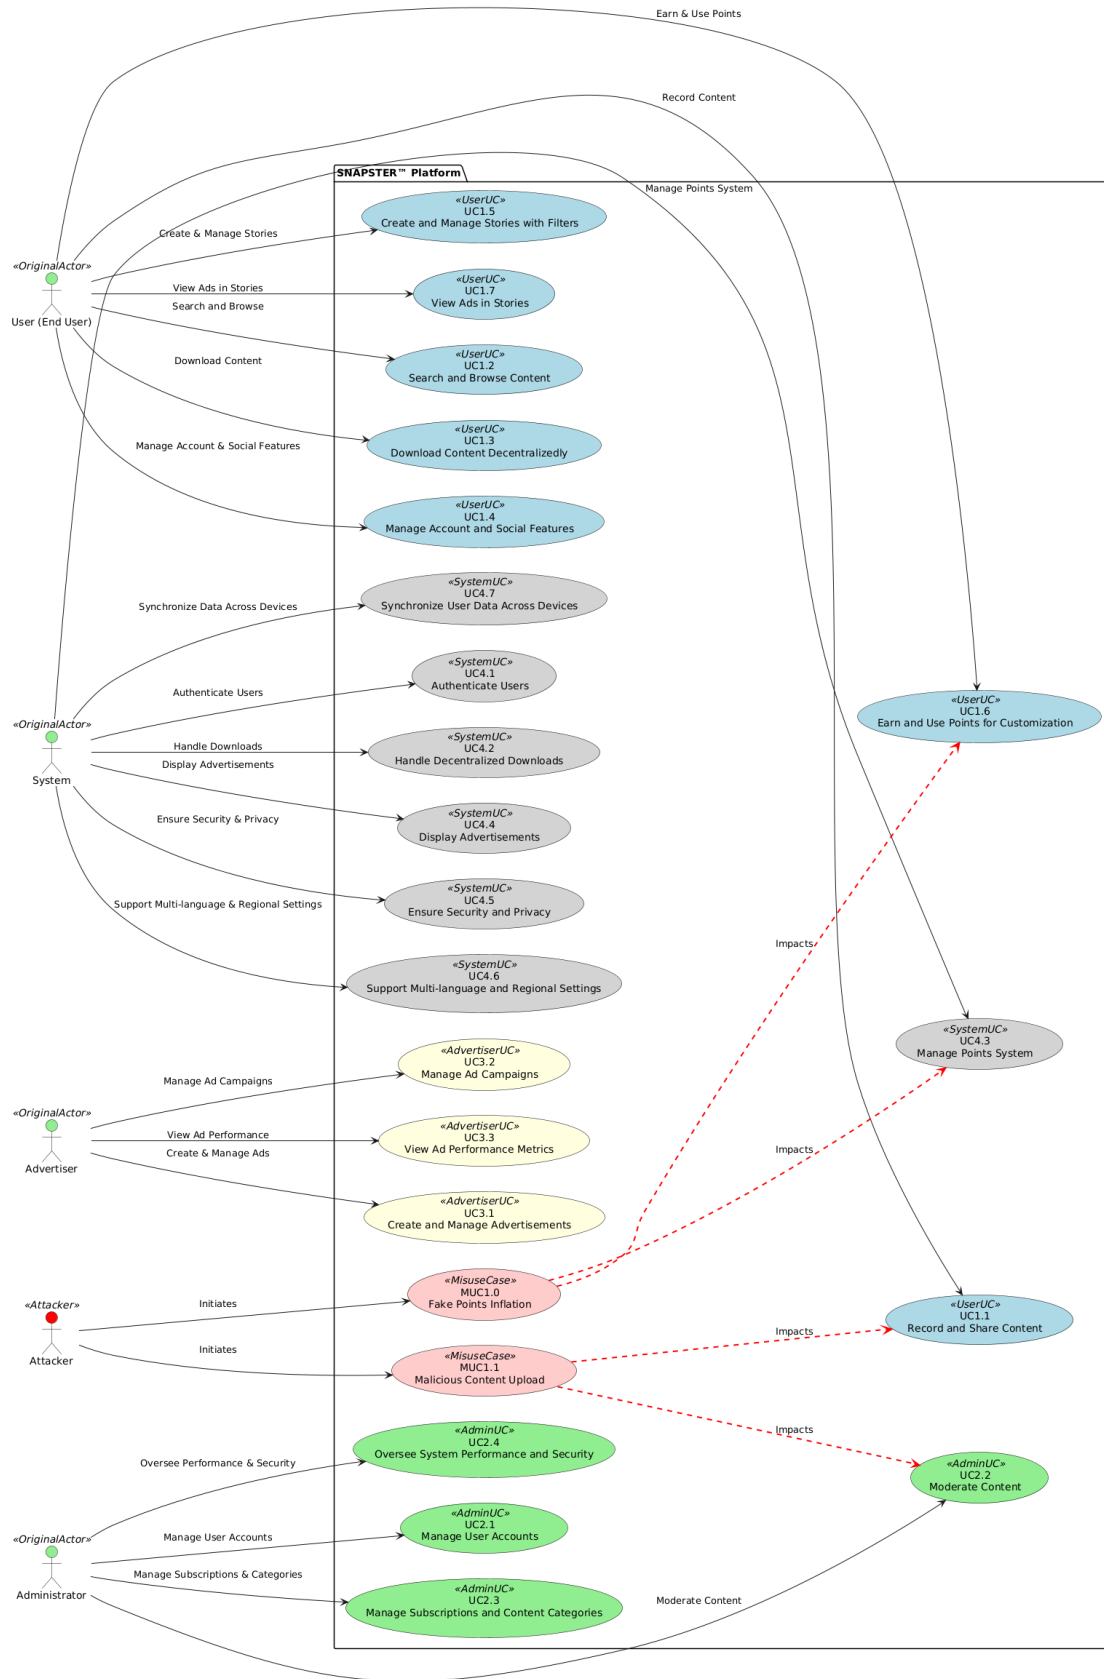 Earn & Use Points
Record Content
SNAPSTER™ Platform
Manage Points System
«UserUC»
UC1.5
Create and Manage Stories with Filters
Create & Manage Stories
«OriginalActor»
User (End User)
View Ads in Stories
«UserUC»
UC1.7
View Ads in Stories
Search and Browse
«UserUC»
UC1.2
Search and Browse Content
Download Content
«UserUC»
UC1.3
Download Content Decentralizedly
Manage Account & Social Features
«UserUC»
UC1.4
Manage Account and Social Features
«SystemUC»
UC4.7
Synchronize User Data Across Devices
Synchronize Data Across Devices
«SystemUC»
UC4.1
Authenticate Users
Authenticate Users
«UserUC»
UC1.6
Earn and Use Points for Customization
«OriginalActor»
System
Handle Downloads
«SystemUC»
UC4.2
Handle Decentralized Downloads
Display Advertisements
«SystemUC»
UC4.4
Display Advertisements
Ensure Security & Privacy
«SystemUC»
UC4.5
Ensure Security and Privacy
Support Multi-language & Regional Settings
«SystemUC»
UC4.6
Support Multi-language and Regional Settings
Impacts
«SystemUC»
UC4.3
Manage Points System
«AdvertiserUC»
UC3.2
Manage Ad Campaigns
Manage Ad Campaigns
«OriginalActor»
Advertiser
View Ad Performance
«AdvertiserUC»
UC3.3
View Ad Performance Metrics
Create & Manage Ads
Impacts
«AdvertiserUC»
UC3.1
Create and Manage Advertisements
«MisuseCase»
MUC1.0
Fake Points Inflation
«Attacker»
Attacker
Initiates
Initiates
«UserUC»
UC1.1
Record and Share Content
Impacts
«MisuseCase»
MUC1.1
Malicious Content Upload
Impacts
«AdminUC»
UC2.4
Oversee System Performance and Security
Oversee Performance & Security
«AdminUC»
UC2.2
Moderate Content
«AdminUC»
UC2.1
Manage User Accounts
Manage User Accounts
«OriginalActor»
Administrator
Manage Subscriptions & Categories
«AdminUC»
UC2.3
Manage Subscriptions and Content Categories
Moderate Content